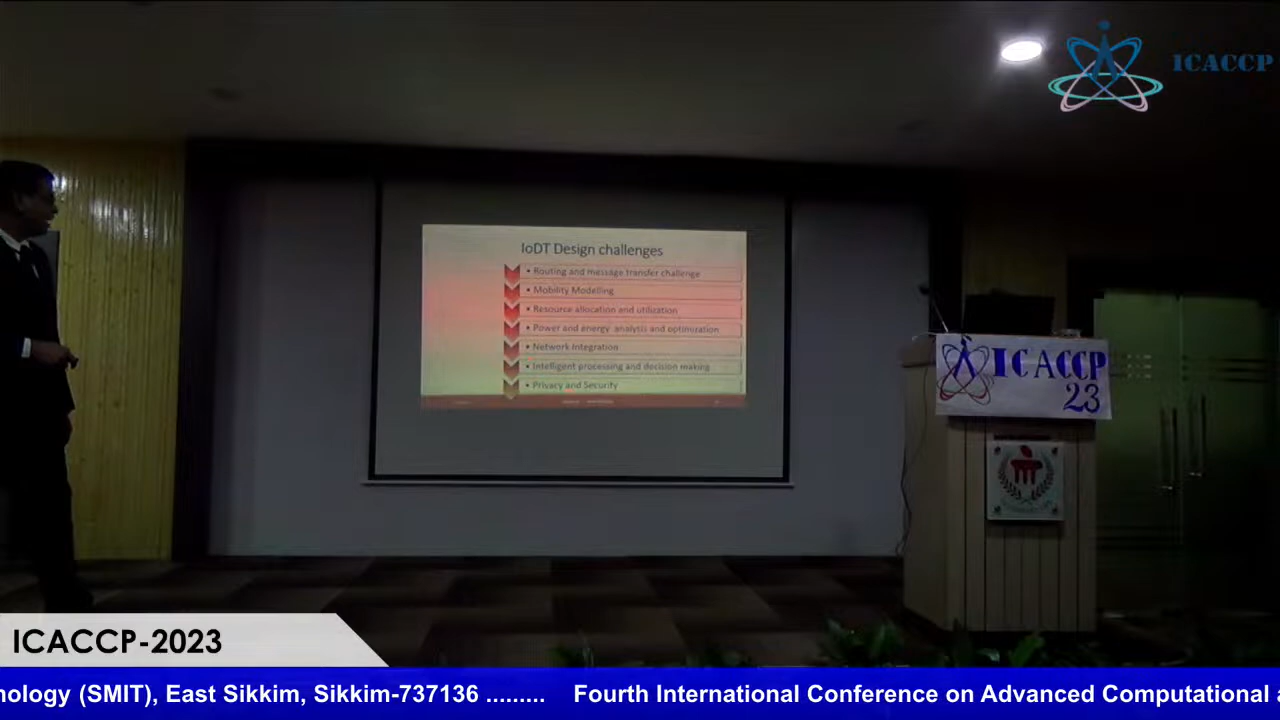 ICACCP
IoDT Design challenges
• Routing and message transfer challenge
• Mobility Modelling
• Resource allocation and utilization
• Power and energy analysis and optimization
• Network Integration
• Intelligent processing and decision making
• Privacy and Security
ICACCP
23
ICACCP-2023
nology (SMIT), East Sikkim, Sikkim-737136 ......... Fourth International Conference on Advanced Computational a